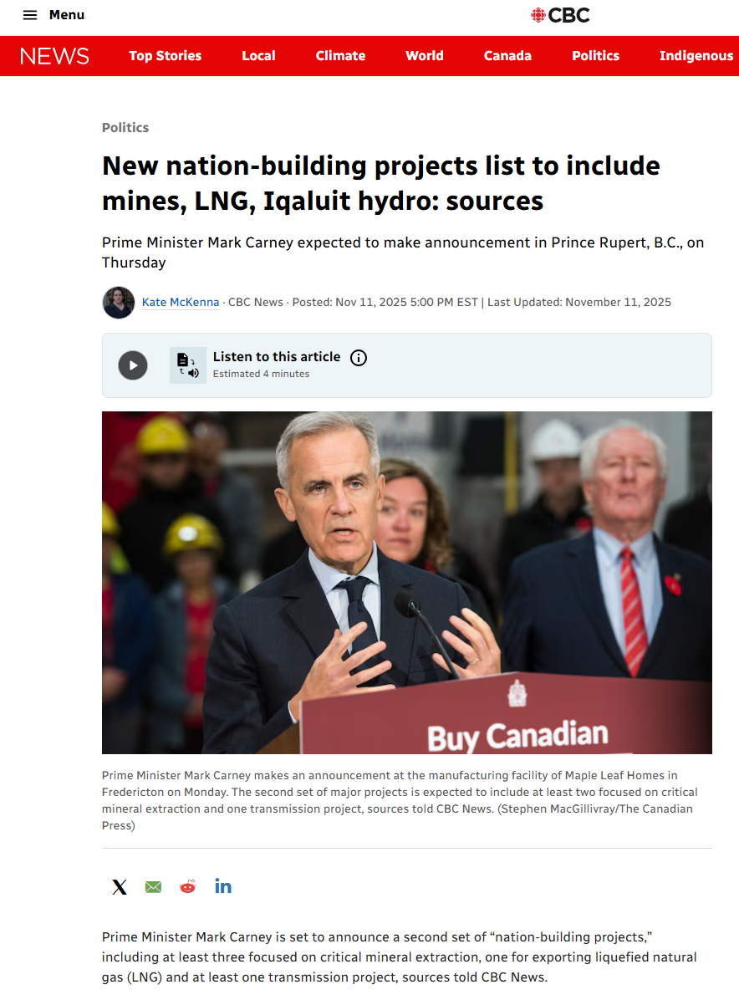 Menu
CBC
NEWS
Top Stories
Local
Climate
World
Canada
Politics
Indigenous
Politics
New nation-building projects list to include
mines, LNG, Iqaluit hydro: sources
Prime Minister Mark Carney expected to make announcement in Prince Rupert, B.C., on
Thursday
Kate McKenna · CBC News · Posted: Nov 11, 2025 5:00 PM EST | Last Updated: November 11, 2025
Listen to this article
Estimated 4 minutes
Buy Canadian
Prime Minister Mark Carney makes an announcement at the manufacturing facility of Maple Leaf Homes in
Fredericton on Monday. The second set of major projects is expected to include at least two focused on critical
mineral extraction and one transmission project, sources told CBC News. (Stephen MacGillivray/The Canadian
Press)
Prime Minister Mark Carney is set to announce a second set of “nation-building projects,”
including at least three focused on critical mineral extraction, one for exporting liquefied natural
gas (LNG) and at least one transmission project, sources told CBC News.